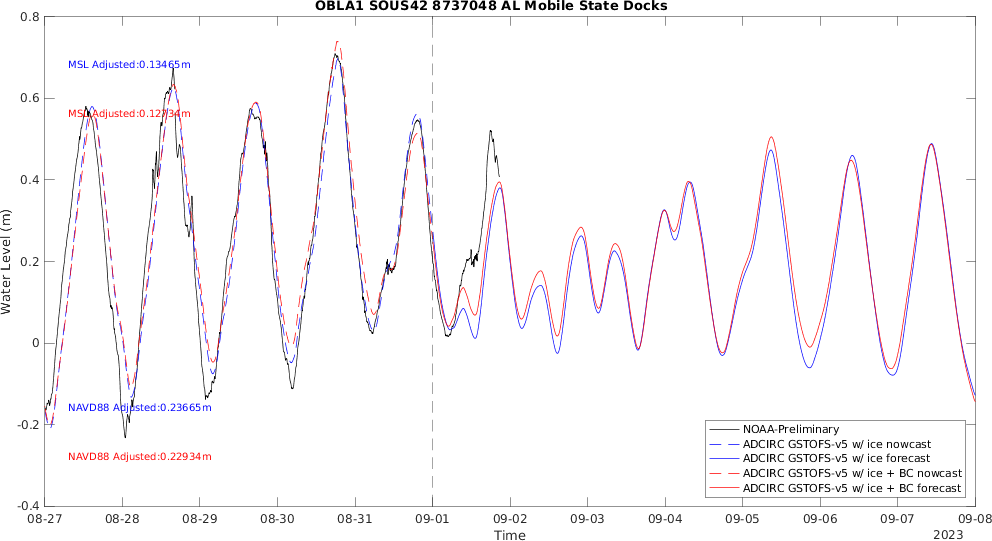 OBLA1 SOUS42 8737048 AL Mobile State Docks
0.8
0.6
0.4
0.2
0
-0.2
-0.4
Water Level (m)
MSL Adjusted:0.13465m
MSL Adjusted:0.12734m
NAVD88 Adjusted:0.23665m
NAVD88 Adjusted:0.22934m
NOAA-Preliminary
ADCIRC GSTOFS-v5 w/ ice nowcast
ADCIRC GSTOFS-v5 w/ ice forecast
ADCIRC GSTOFS-v5 w/ ice + BC nowcast
ADCIRC GSTOFS-v5 w/ ice + BC forecast
08-27 08-28 08-29 08-30 08-31 09-01 09-02 09-03 09-04 09-05 09-06 09-07 09-08
Time
2023